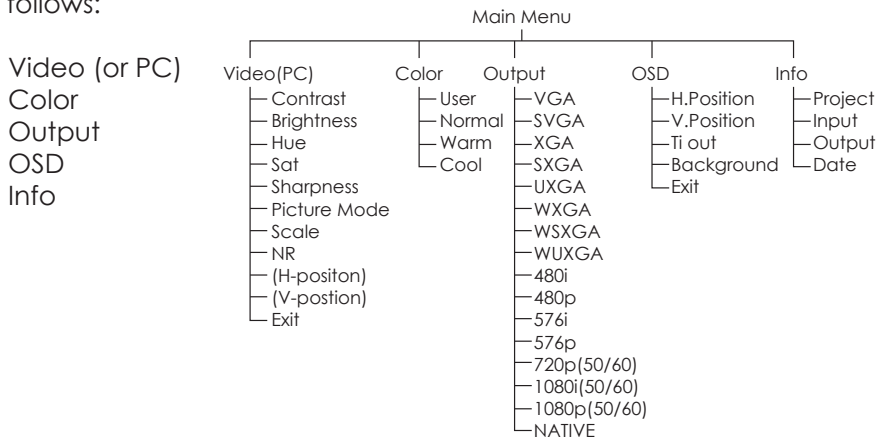 follows:
Video (or PC)
Color
Output
OSD
Info
Main Menu
Video(PC)
Contrast
Brightness
Hue
Sat
Sharpness
Picture Mode
Scale
NR
(H-positon)
(V-postion)
Exit
Color
User
Normal
Warm
Cool
Output
VGA
SVGA
XGA
SXGA
UXGA
WXGA
WSXGA
WUXGA
480i
480p
576i
576p
720p(50/60)
1080i(50/60)
1080p(50/60)
NATIVE
OSD
H.Position
V.Position
Ti out
Background
Exit
Info
Project
Input
Output
Date